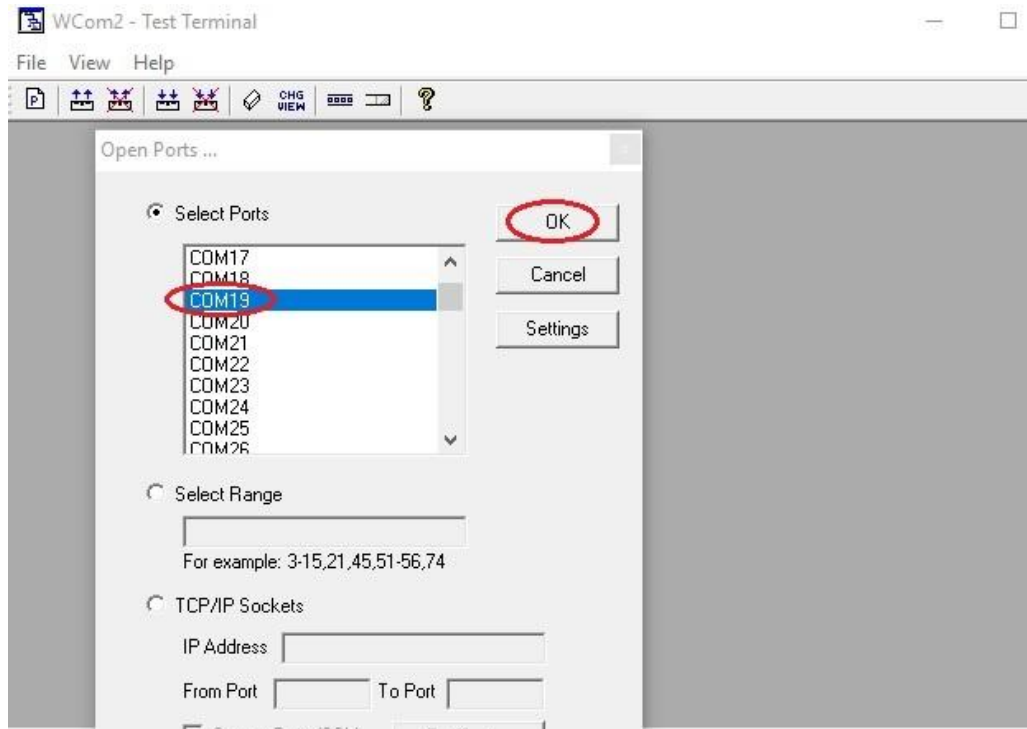 WCom2 - Test Terminal
File View Help
P CHG VIEW ?
Open Ports ...
Select Ports
OK
COM17
COM18
Cancel
COM19
COM20
Settings
COM21
COM22
COM23
COM24
COM25
COM26
Select Range
For example: 3-15,21,45,51-56,74
TCP/IP Sockets
IP Address
From Port To Port